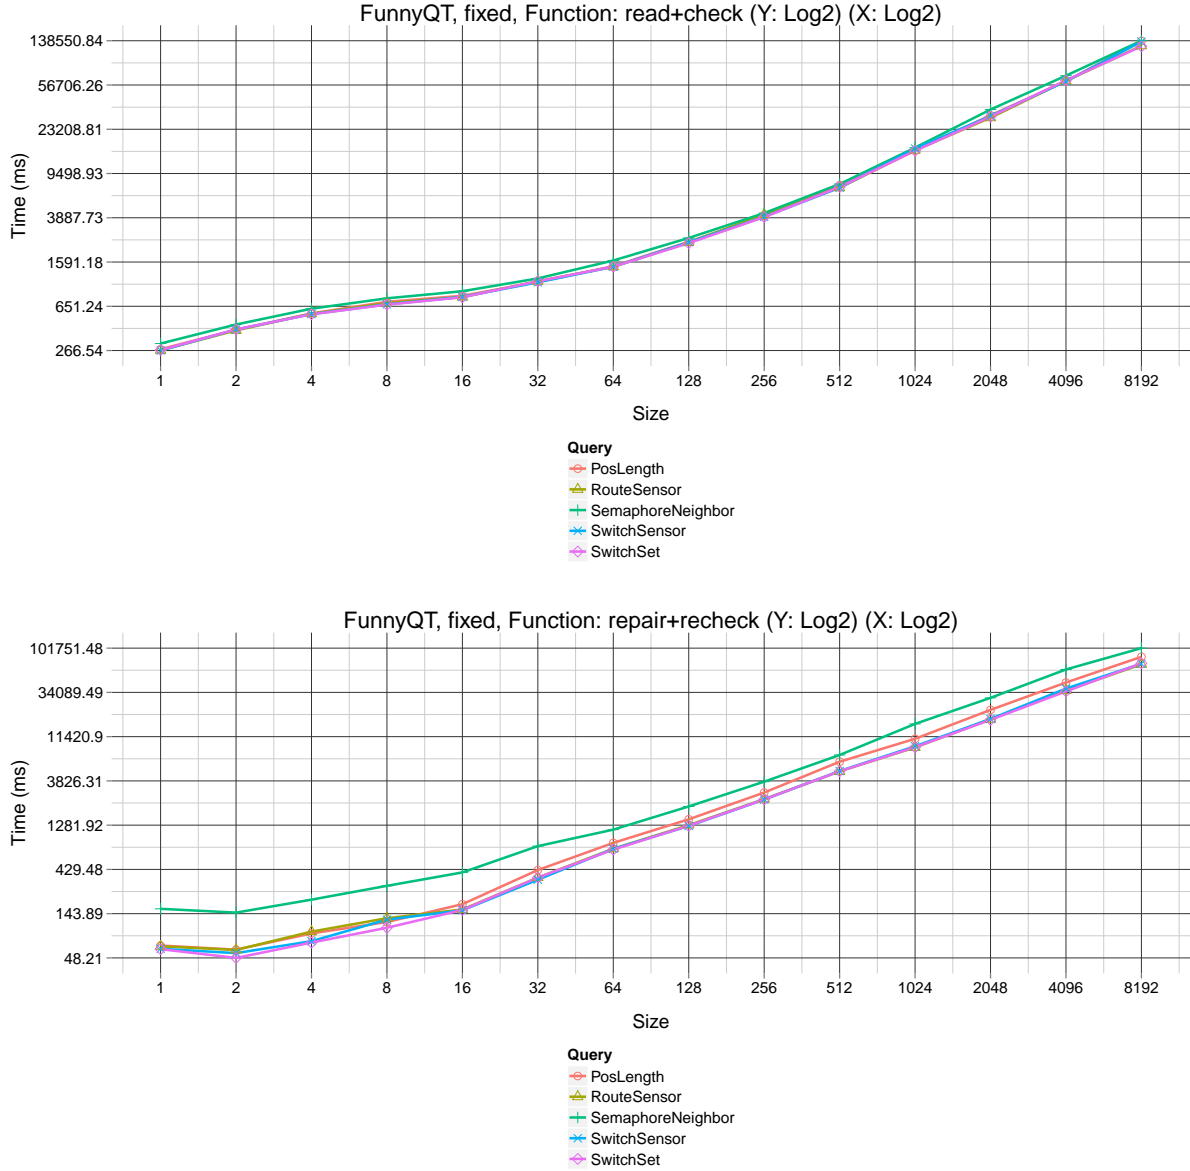 FunnyQT, fixed, Function: read+check (Y: Log2) (X: Log2)
Time (ms)
138550.84
56706.26
23208.81
9498.93
3887.73
1591.18
651.24
266.54
1 2 4 8 16 32 64 128 256 512 1024 2048 4096 8192
Size
Query
PosLength
RouteSensor
SemaphoreNeighbor
SwitchSensor
SwitchSet
FunnyQT, fixed, Function: repair+recheck (Y: Log2) (X: Log2)
Time (ms)
101751.48
34089.49
11420.9
3826.31
1281.92
429.48
143.89
48.21
1 2 4 8 16 32 64 128 256 512 1024 2048 4096 8192
Size
Query
PosLength
RouteSensor
SemaphoreNeighbor
SwitchSensor
SwitchSet